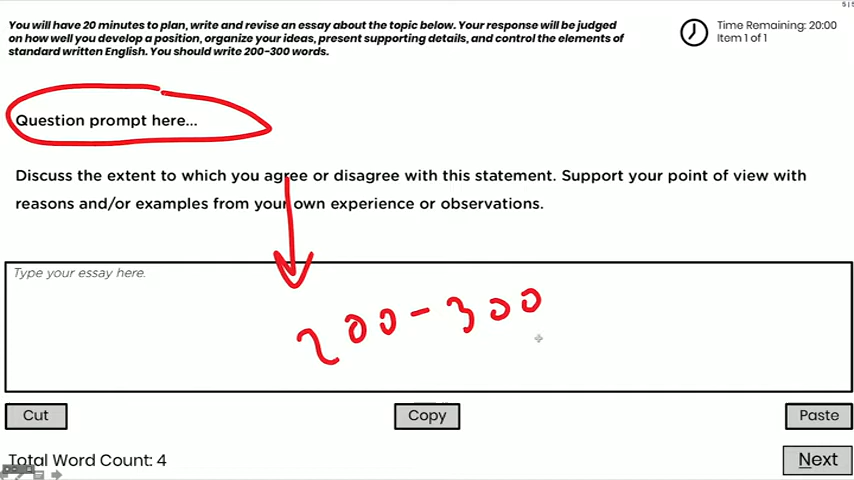 You will have 20 minutes to plan, write and revise an essay about the topic below. Your response will be judged
on how well you develop a position, organize your ideas, present supporting details, and control the elements of
standard written English. You should write 200-300 words.
Time Remaining: 20:00
Item 1 of 1
Question prompt here...
Discuss the extent to which you agree or disagree with this statement. Support your point of view with
reasons and/or examples from your own experience or observations.
Type your essay here.
200-300
Cut
Copy
Paste
Total Word Count: 4
Next